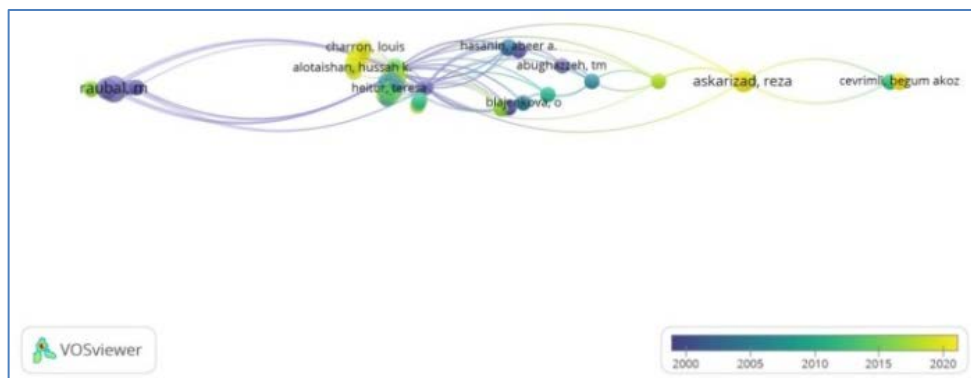 charron, louis
hasanin, abeer a.
alotaishan, hussah k.
abughazzeh, tm
raubal, m
heitor, teresa
askarizad, reza
cevrimli, begum akoz
blajenkova, o
VOSviewer
2000 2005 2010 2015 2020